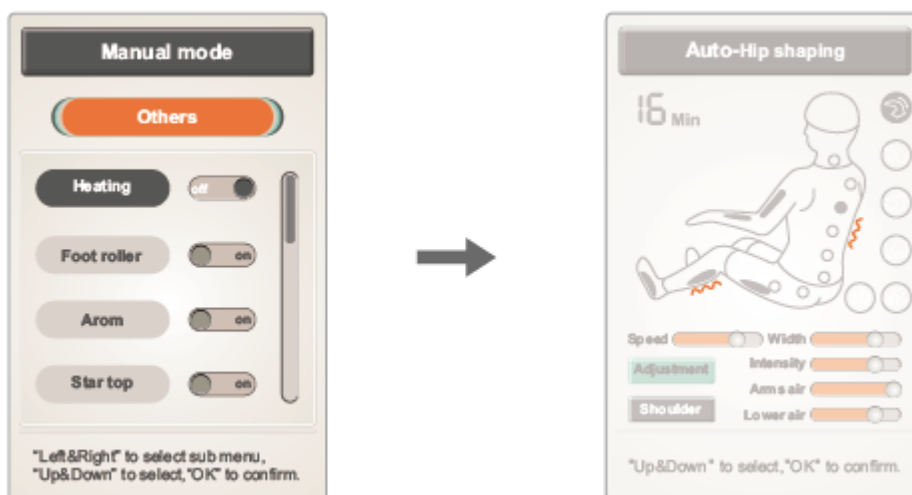 Manual mode
Others
Heating off
Foot roller on
Arom on
Star top on
"Left&Right" to select sub menu,
"Up&Down" to select,"OK" to confirm.
Auto-Hip shaping
16 Min
Speed Width
Adjustment Intensity
Arms air
Shoulder Lower air
"Up&Down" to select,"OK" to confirm.